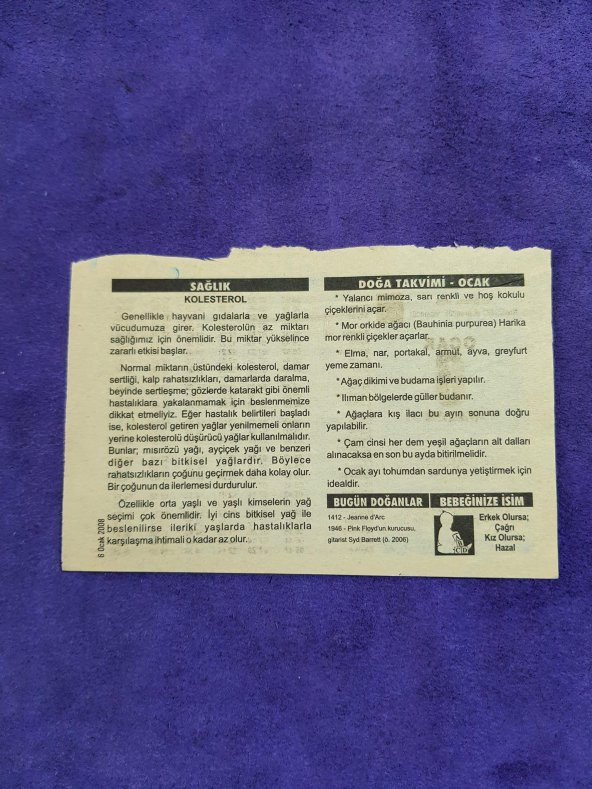 SAĞLIK
KOLESTEROL
Genellikle hayvani gıdalarla ve yağlarla
vücudumuza girer. Kolesterolün az miktarı
sağlığımız için önemlidir. Bu miktar yükselince
zararlı etkisi başlar.
Normal miktarın üstündeki kolesterol, damar
sertliği, kalp rahatsızlıkları, damarlarda daralma,
beyinde sertleşme; gözlerde katarakt gibi önemli
hastalıklara yakalanmamak için beslenmemize
dikkat etmeliyiz. Eğer hastalık belirtileri başladı
ise, kolesterol getiren yağlar yenilmemeli onların
yerine kolesterolü düşürücü yağlar kullanılmalıdır.
Bunlar; mısırözü yağı, ayçiçek yağı ve benzeri
diğer bazı bitkisel yağlardır. Böylece
rahatsızlıkların çoğunu geçirmek daha kolay olur.
Bir çoğunun da ilerlemesi durdurulur.
Özellikle orta yaşlı ve yaşlı kimselerin yağ
seçimi çok önemlidir. İyi cins bitkisel yağ ile
beslenilirse ileriki yaşlarda hastalıklarla
karşılaşma ihtimali o kadar az olur..
6 Ocak 2008
DOĞA TAKVİMİ - OCAK
* Yalancı mimoza, sarı renkli ve hoş kokulu
çiçeklerini açar.
* Mor orkide ağacı (Bauhinia purpurea) Harika
mor renkli çiçekler açarlar.
* Elma, nar, portakal, armut, ayva, greyfurt
yeme zamanı.
* Ağaç dikimi ve budama işleri yapılır.
* Ilıman bölgelerde güller budanır.
* Ağaçlara kış ilacı bu ayın sonuna doğru
yapılabilir.
* Çam cinsi her dem yeşil ağaçların alt dalları
alınacaksa en son bu ayda bitirilmelidir.
* Ocak ayı tohumdan sardunya yetiştirmek için
idealdir.
BUGÜN DOĞANLAR
1412 - Jeanne d'Arc
1946 - Pink Floyd'un kurucusu,
gitarist Syd Barrett (ö. 2006)
BEBEĞİNİZE İSİM
Erkek Olursa;
Çağrı
Kız Olursa;
Hazal